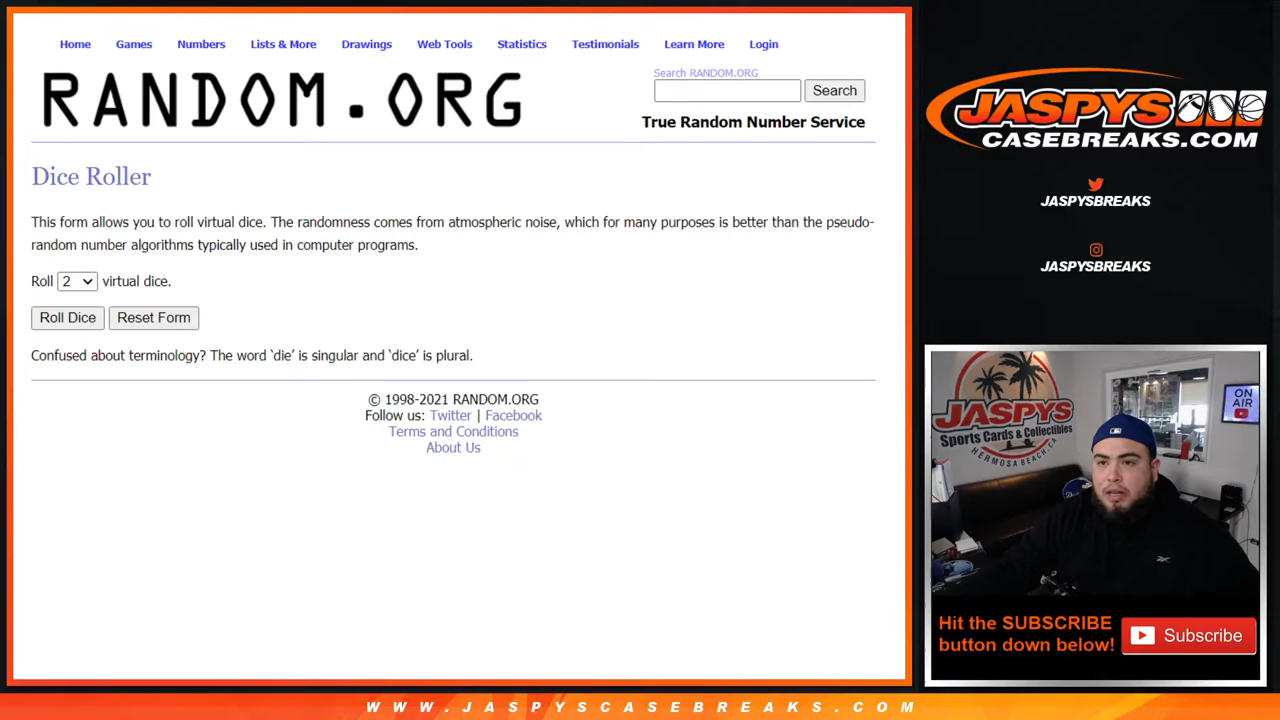 Home Games Numbers Lists & More Drawings Web Tools Statistics Testimonials Learn More Login
RANDOM.ORG
Search RANDOM.ORG
Search
True Random Number Service
Dice Roller
This form allows you to roll virtual dice. The randomness comes from atmospheric noise, which for many purposes is better than the pseudo-
random number algorithms typically used in computer programs.
Roll 2 virtual dice.
Roll Dice Reset Form
Confused about terminology? The word ‘die’ is singular and ‘dice’ is plural.
© 1998-2021 RANDOM.ORG
Follow us: Twitter | Facebook
Terms and Conditions
About Us
JASPYS
CASEBREAKS.COM
JASPYSBREAKS
JASPYSBREAKS
JASPYS
Sports Cards & Collectibles
HERMOSA BEACH, CA
ON
AIR
Hit the SUBSCRIBE
button down below!
Subscribe
WWW.JASPYSCASEBREAKS.COM